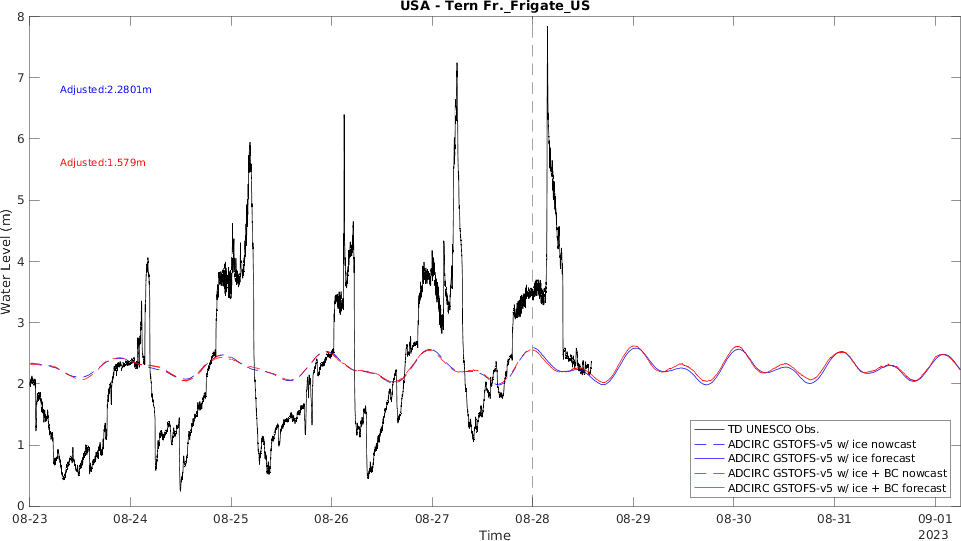 USA - Tern Fr._Frigate_US
8
7
6
5
4
3
2
1
0
Water Level (m)
Adjusted:2.2801m
Adjusted:1.579m
TD UNESCO Obs.
ADCIRC GSTOFS-v5 w/ ice nowcast
ADCIRC GSTOFS-v5 w/ ice forecast
ADCIRC GSTOFS-v5 w/ ice + BC nowcast
ADCIRC GSTOFS-v5 w/ ice + BC forecast
08-23 08-24 08-25 08-26 08-27 08-28 08-29 08-30 08-31 09-01
Time
2023